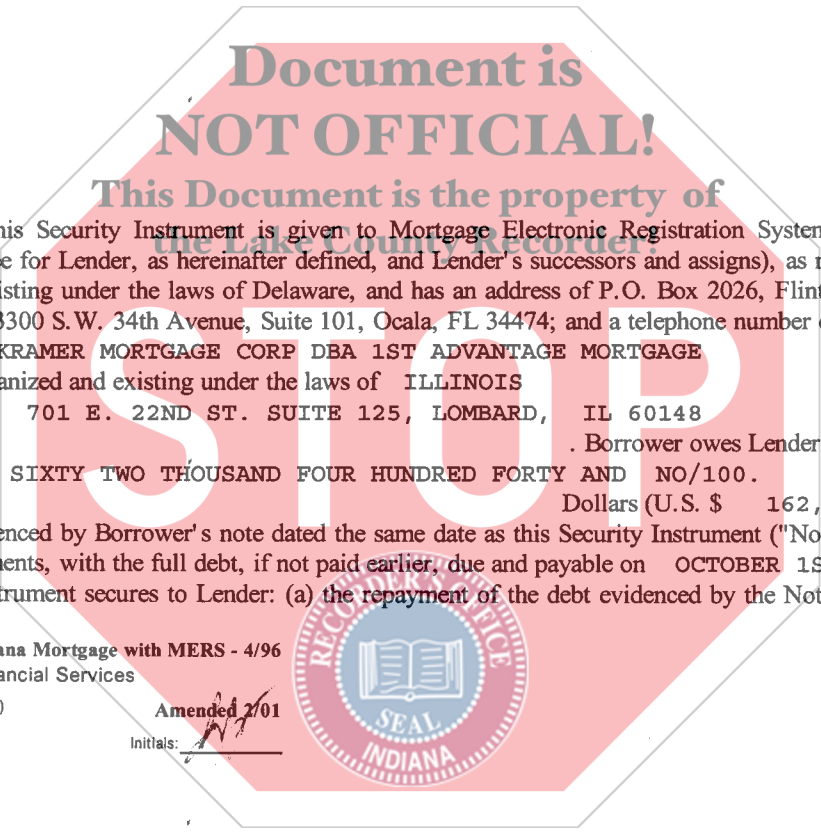 Document is
NOT OFFICIAL!
This Document is the property of
the Lake County Recorder!
his Security Instrument is given to Mortgage Electronic Registration System
e for Lender, as hereinafter defined, and Lender's successors and assigns), as
isting under the laws of Delaware, and has an address of P.O. Box 2026, Flint
3300 S.W. 34th Avenue, Suite 101, Ocala, FL 34474; and a telephone number
KRAMER MORTGAGE CORP DBA 1ST ADVANTAGE MORTGAGE
anized and existing under the laws of ILLINOIS
701 E. 22ND ST. SUITE 125, LOMBARD, IL 60148
. Borrower owes Lender
SIXTY TWO THOUSAND FOUR HUNDRED FORTY AND NO/100.
Dollars (U.S. $ 162,
enced by Borrower's note dated the same date as this Security Instrument ("No
ents, with the full debt, if not paid earlier, due and payable on OCTOBER 1S
trument secures to Lender: (a) the repayment of the debt evidenced by the Not
STOP
ana Mortgage with MERS - 4/96
ancial Services
)
Amended 2/01
Initials:
RECORDER'S OFFICE
SEAL
INDIANA